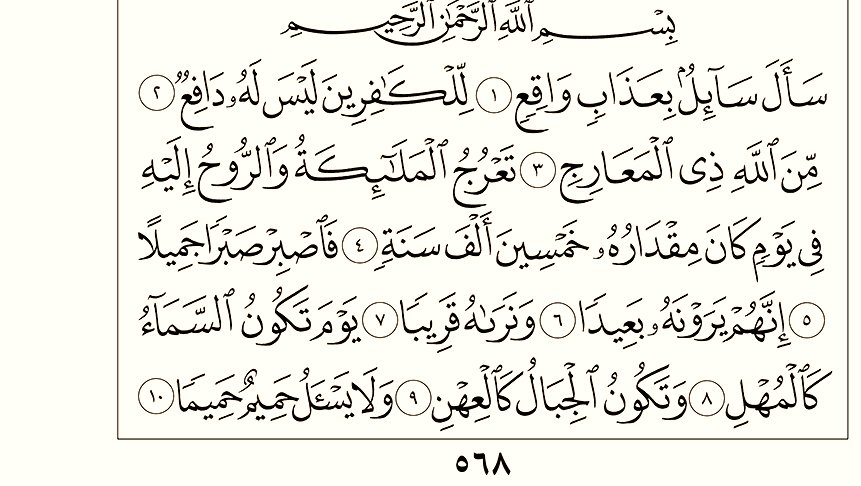 بِسْمِ ٱللَّهِ ٱلرَّحْمَٰنِ ٱلرَّحِيمِ
سَأَلَ سَآئِلُۢ بِعَذَابٍ وَاقِعٍ ١ لِّلْكَٰفِرِينَ لَيْسَ لَهُۥ دَافِعٌ ٢
مِّنَ ٱللَّهِ ذِى ٱلْمَعَارِجِ ٣ تَعْرُجُ ٱلْمَلَٰٓئِكَةُ وَٱلرُّوحُ إِلَيْهِ
فِى يَوْمٍ كَانَ مِقْدَارُهُۥ خَمْسِينَ أَلْفَ سَنَةٍ ٤ فَٱصْبِرْ صَبْرًا جَمِيلًا
٥ إِنَّهُمْ يَرَوْنَهُۥ بَعِيدًا ٦ وَنَرَىٰهُ قَرِيبًا ٧ يَوْمَ تَكُونُ ٱلسَّمَآءُ
كَٱلْمُهْلِ ٨ وَتَكُونُ ٱلْجِبَالُ كَٱلْعِهْنِ ٩ وَلَا يَسْـَٔلُ حَمِيمٌ حَمِيمًا ١٠
٥٦٨